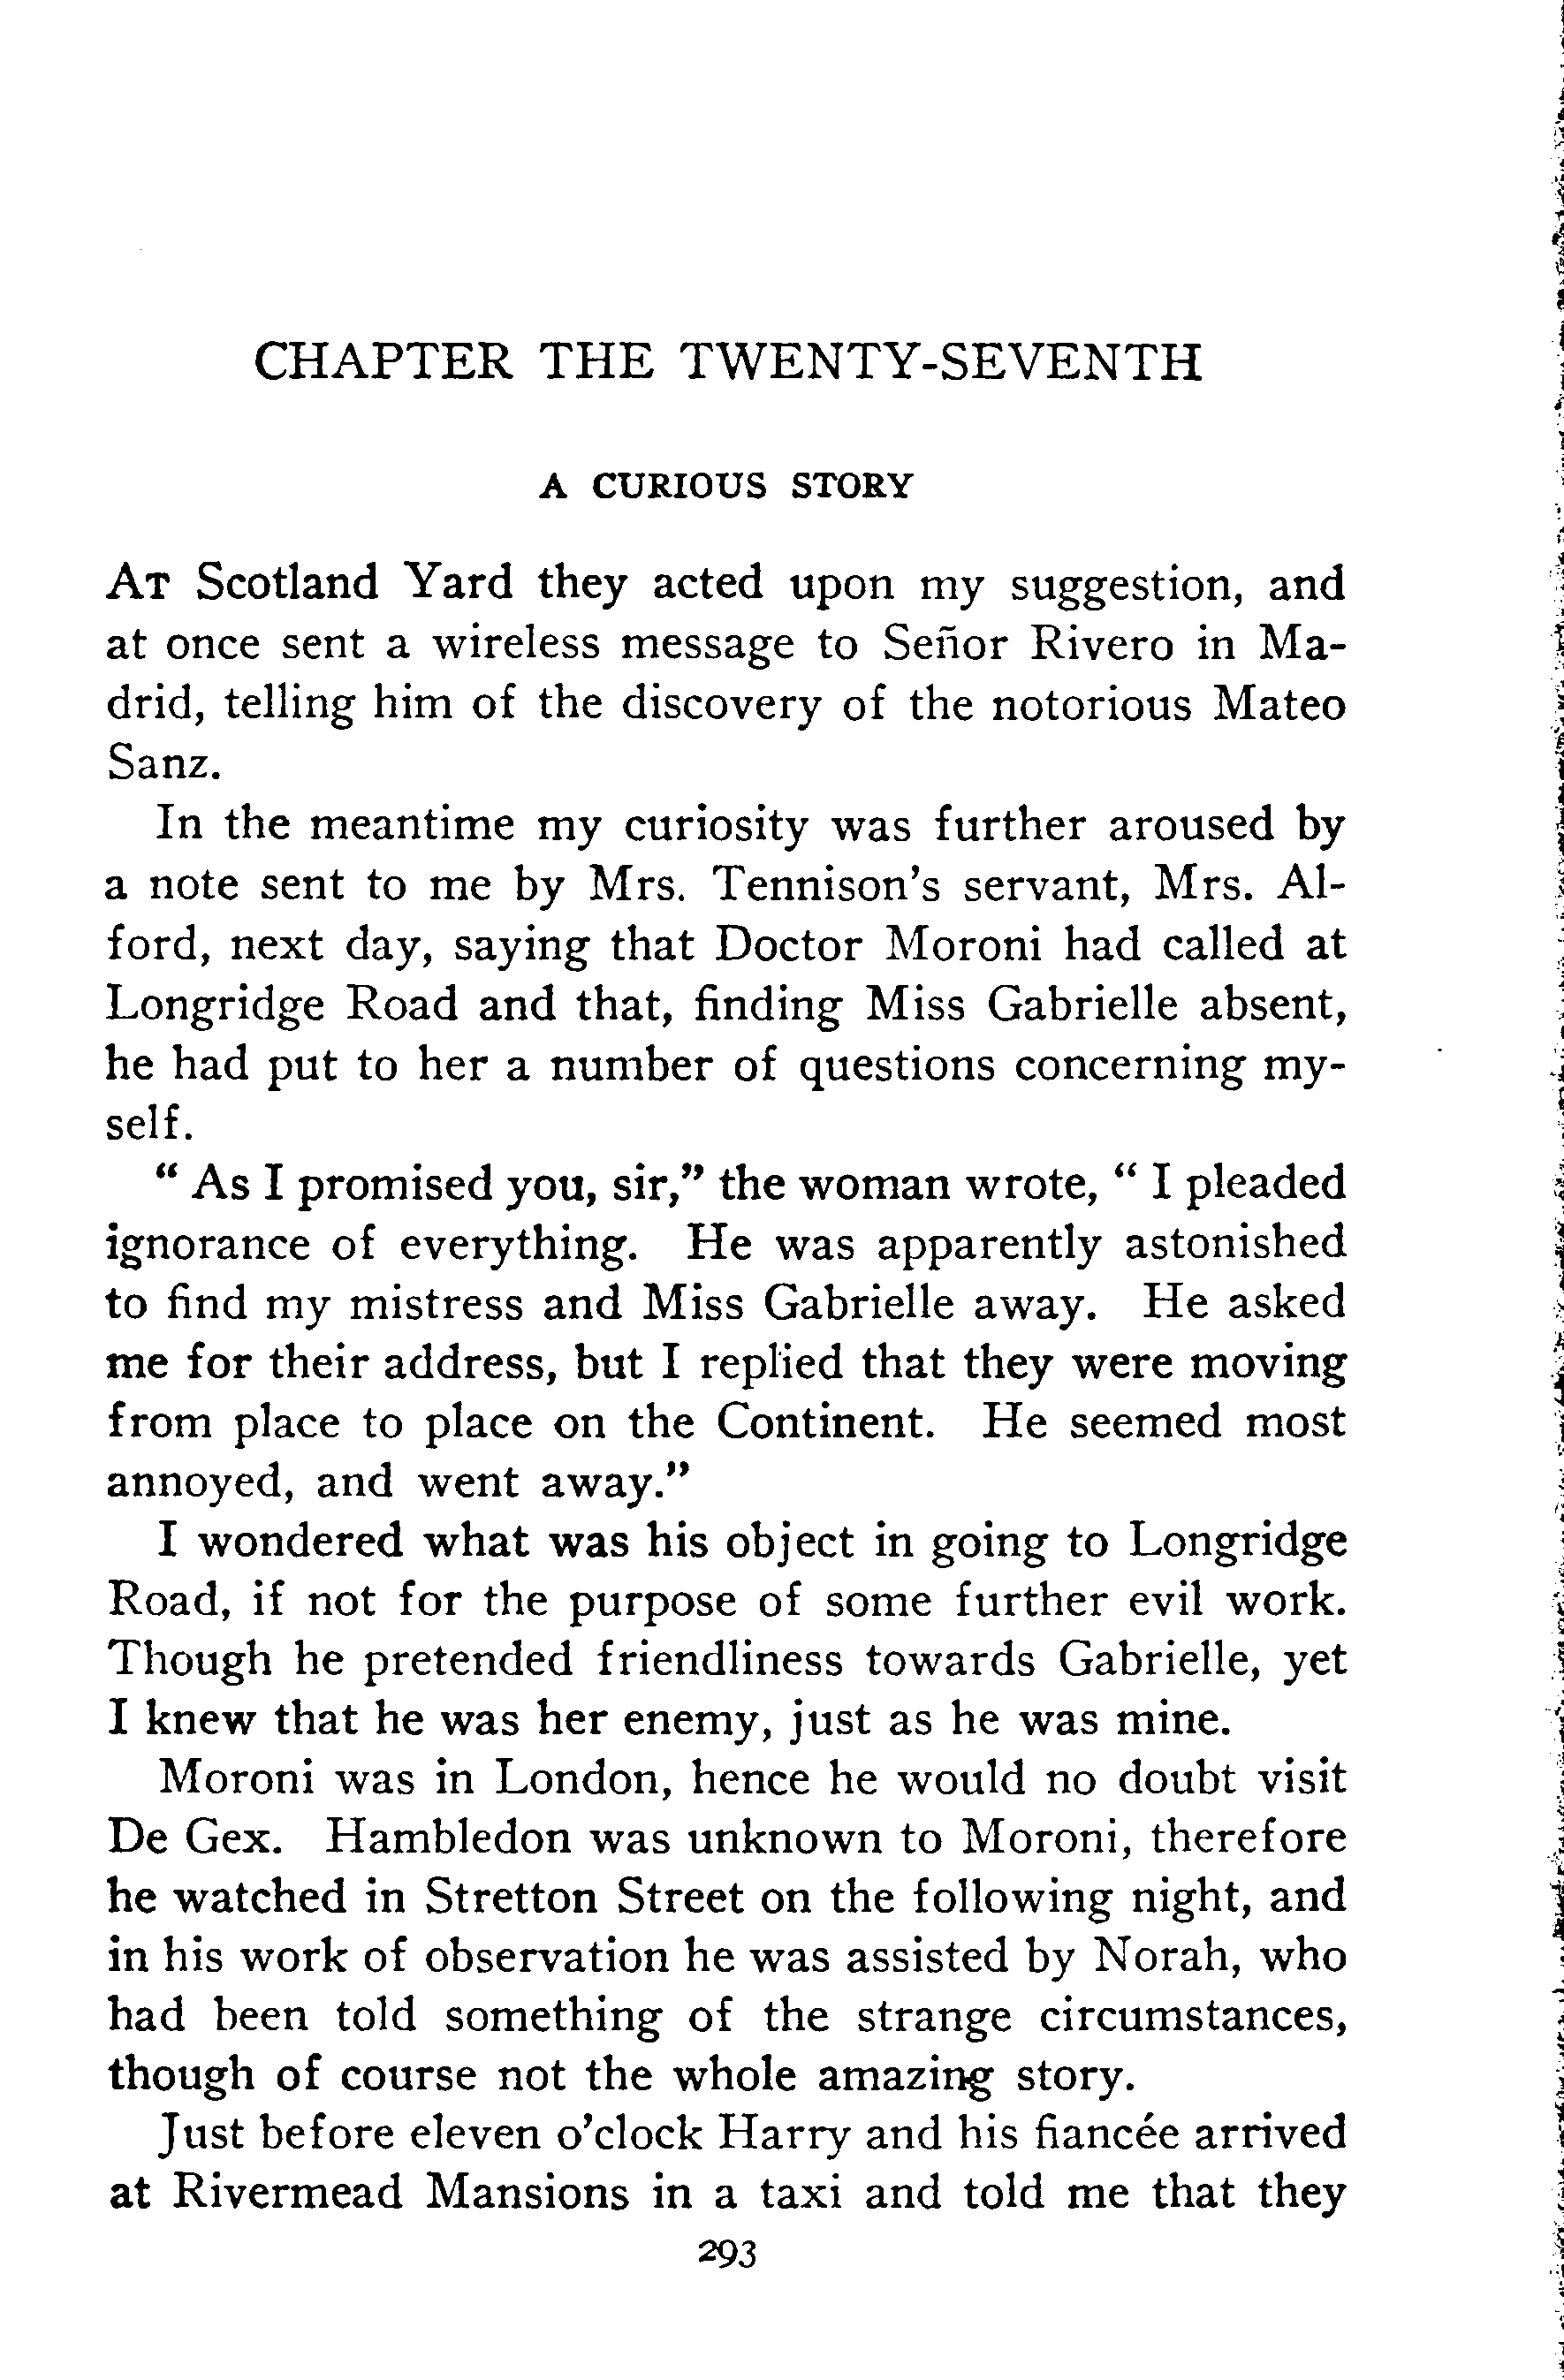 CHAPTER THE TWENTY-SEVENTH
A CURIOUS STORY
AT Scotland Yard they acted upon my suggestion, and
at once sent a wireless message to Señor Rivero in Ma-
drid, telling him of the discovery of the notorious Mateo
Sanz.
In the meantime my curiosity was further aroused by
a note sent to me by Mrs. Tennison's servant, Mrs. Al-
ford, next day, saying that Doctor Moroni had called at
Longridge Road and that, finding Miss Gabrielle absent,
he had put to her a number of questions concerning my-
self.
" As I promised you, sir," the woman wrote, " I pleaded
ignorance of everything. He was apparently astonished
to find my mistress and Miss Gabrielle away. He asked
me for their address, but I replied that they were moving
from place to place on the Continent. He seemed most
annoyed, and went away."
I wondered what was his object in going to Longridge
Road, if not for the purpose of some further evil work.
Though he pretended friendliness towards Gabrielle, yet
I knew that he was her enemy, just as he was mine.
Moroni was in London, hence he would no doubt visit
De Gex. Hambledon was unknown to Moroni, therefore
he watched in Stretton Street on the following night, and
in his work of observation he was assisted by Norah, who
had been told something of the strange circumstances,
though of course not the whole amazing story.
Just before eleven o'clock Harry and his fiancée arrived
at Rivermead Mansions in a taxi and told me that they
293